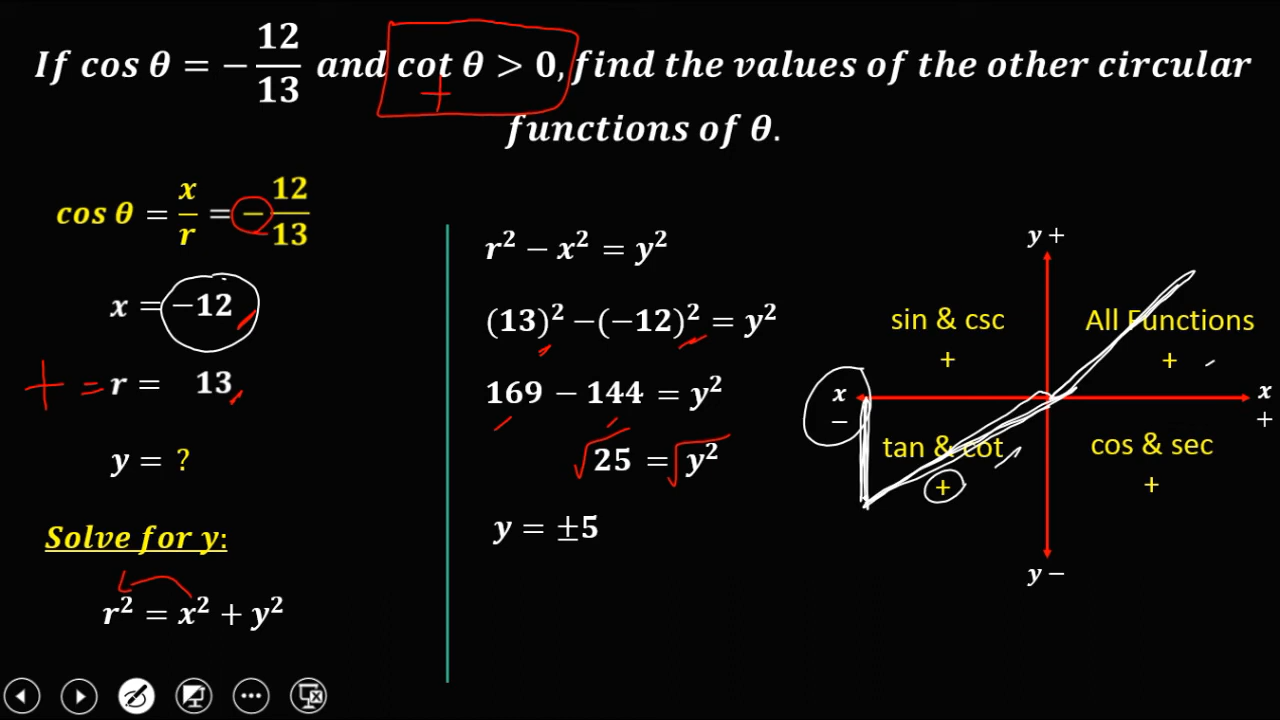 If cos θ = −12/13 and cot θ > 0, find the values of the other circular
+
functions of θ.
cos θ = x/r = −12/13
x = −12
+ = r = 13
y = ?
Solve for y:
r² = x² + y²
r² − x² = y²
(13)² −(−12)² = y²
169 − 144 = y²
√25 = √y²
y = ±5
y +
sin & csc
+
All Functions
+
x
−
x
+
tan & cot
+
cos & sec
+
y −